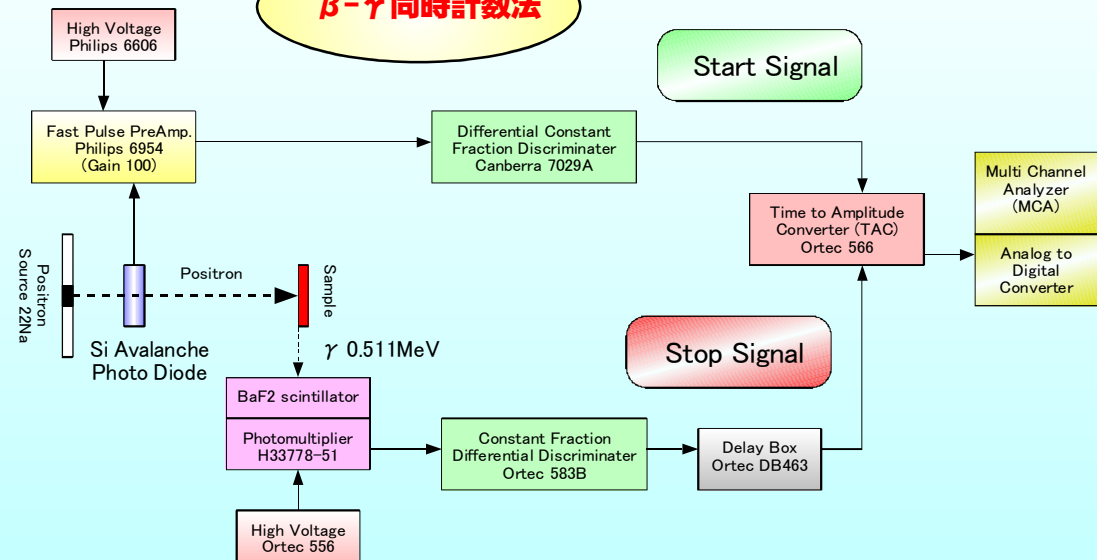 β-γ同時計数法
High Voltage
Philips 6606
Start Signal
Fast Pulse PreAmp.
Philips 6954
(Gain 100)
Differential Constant
Fraction Discriminater
Canberra 7029A
Multi Channel
Analyzer
(MCA)
Time to Amplitude
Converter (TAC)
Ortec 566
Analog to
Digital
Converter
Positron
Source 22Na
Positron
Sample
Si Avalanche
Photo Diode
γ 0.511MeV
Stop Signal
BaF2 scintillator
Photomultiplier
H33778-51
Constant Fraction
Differential Discriminater
Ortec 583B
Delay Box
Ortec DB463
High Voltage
Ortec 556